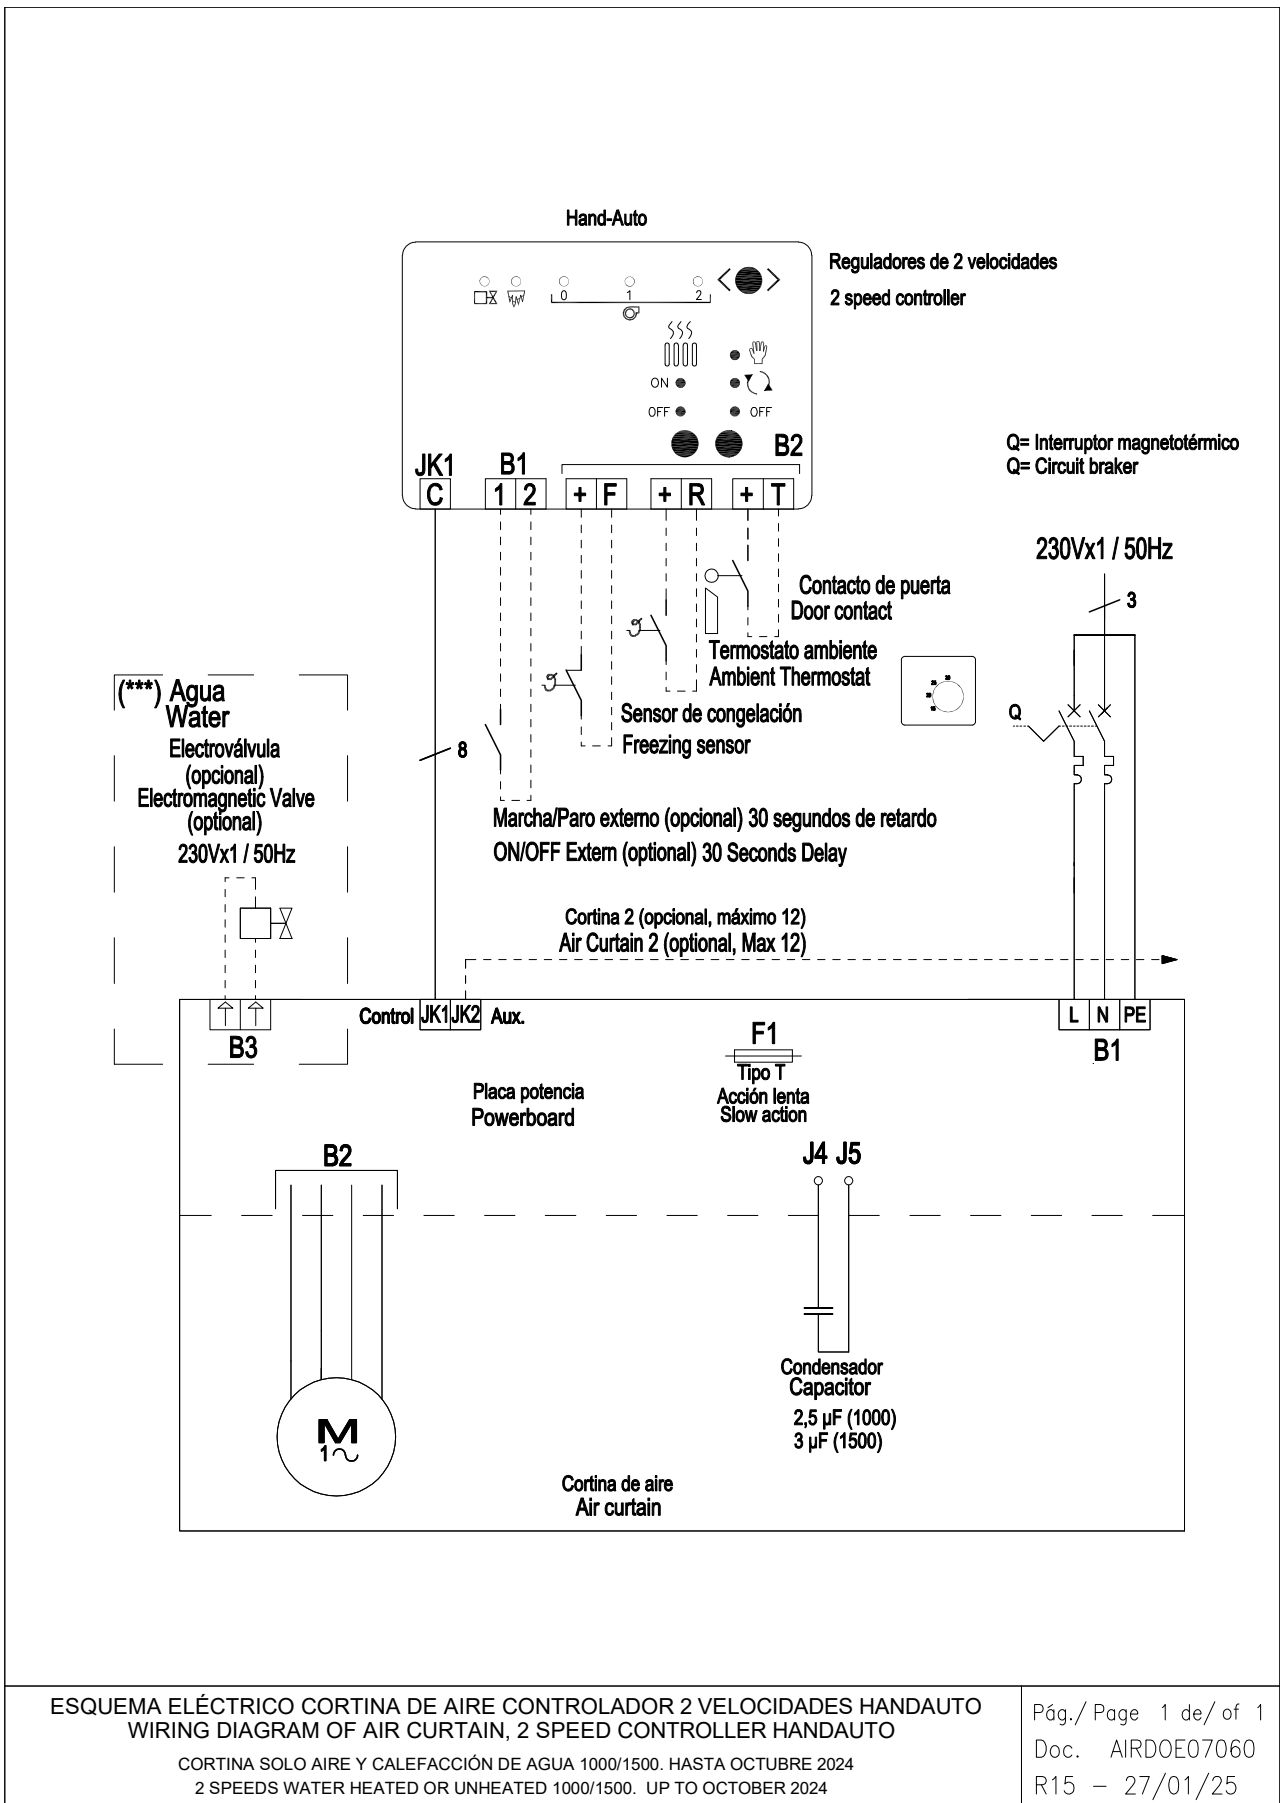 Hand-Auto
Reguladores de 2 velocidades
2 speed controller
0 1 2
ON
OFF OFF
B2
JK1 B1
C 1 2 + F + R + T
Q= Interruptor magnetotérmico
Q= Circuit braker
230Vx1 / 50Hz
3
Contacto de puerta
Door contact
Termostato ambiente
Ambient Thermostat
Sensor de congelación
Freezing sensor
Q
8
(***) Agua
Water
Electroválvula
(opcional)
Electromagnetic Valve
(optional)
230Vx1 / 50Hz
Marcha/Paro externo (opcional) 30 segundos de retardo
ON/OFF Extern (optional) 30 Seconds Delay
Cortina 2 (opcional, máximo 12)
Air Curtain 2 (optional, Max 12)
Control JK1 JK2 Aux.
L N PE
B3
F1
B1
Tipo T
Acción lenta
Slow action
Placa potencia
Powerboard
B2
J4 J5
Condensador
Capacitor
2,5 µF (1000)
3 µF (1500)
M
1
Cortina de aire
Air curtain
ESQUEMA ELÉCTRICO CORTINA DE AIRE CONTROLADOR 2 VELOCIDADES HANDAUTO
WIRING DIAGRAM OF AIR CURTAIN, 2 SPEED CONTROLLER HANDAUTO
CORTINA SOLO AIRE Y CALEFACCIÓN DE AGUA 1000/1500. HASTA OCTUBRE 2024
2 SPEEDS WATER HEATED OR UNHEATED 1000/1500. UP TO OCTOBER 2024
Pág./ Page 1 de/ of 1
Doc. AIRDOE07060
R15 – 27/01/25